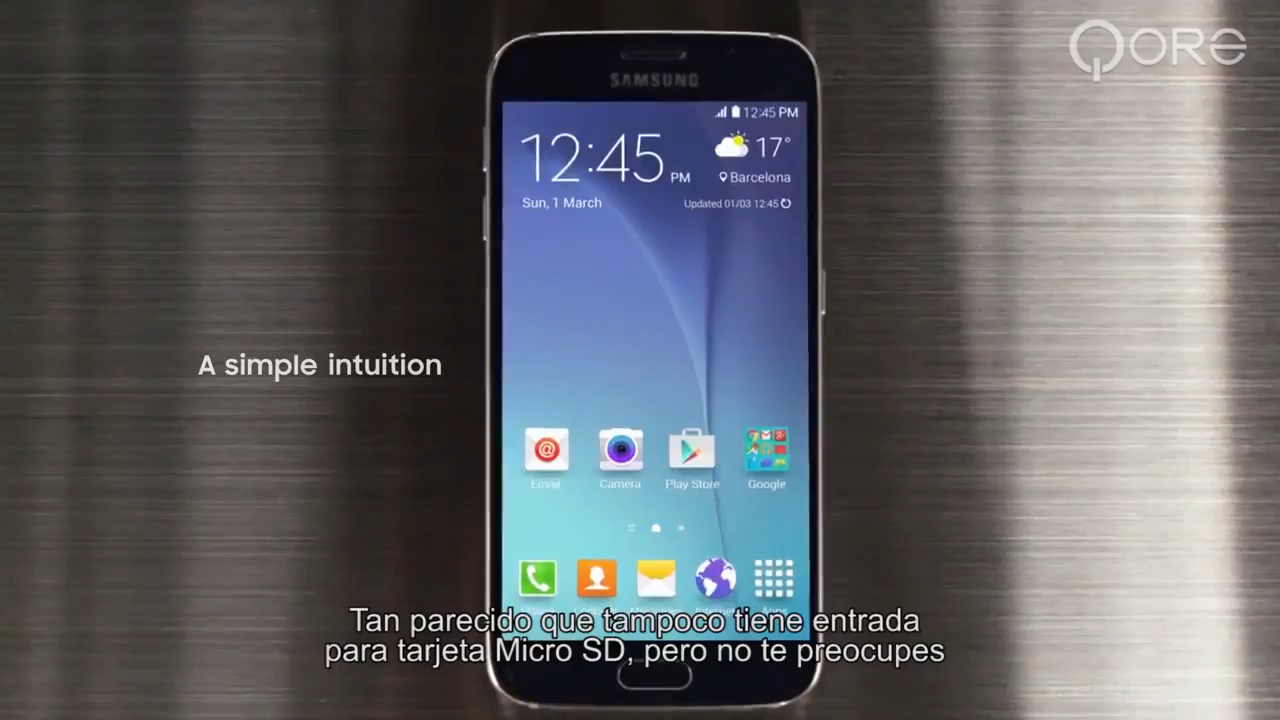 QORE
SAMSUNG
12:45 PM
12:45 PM
17°
Barcelona
Sun, 1 March
Updated 01/03 12:45
A simple intuition
Email
Camera
Play Store
Google
Tan parecido que tampoco tiene entrada
para tarjeta Micro SD, pero no te preocupes